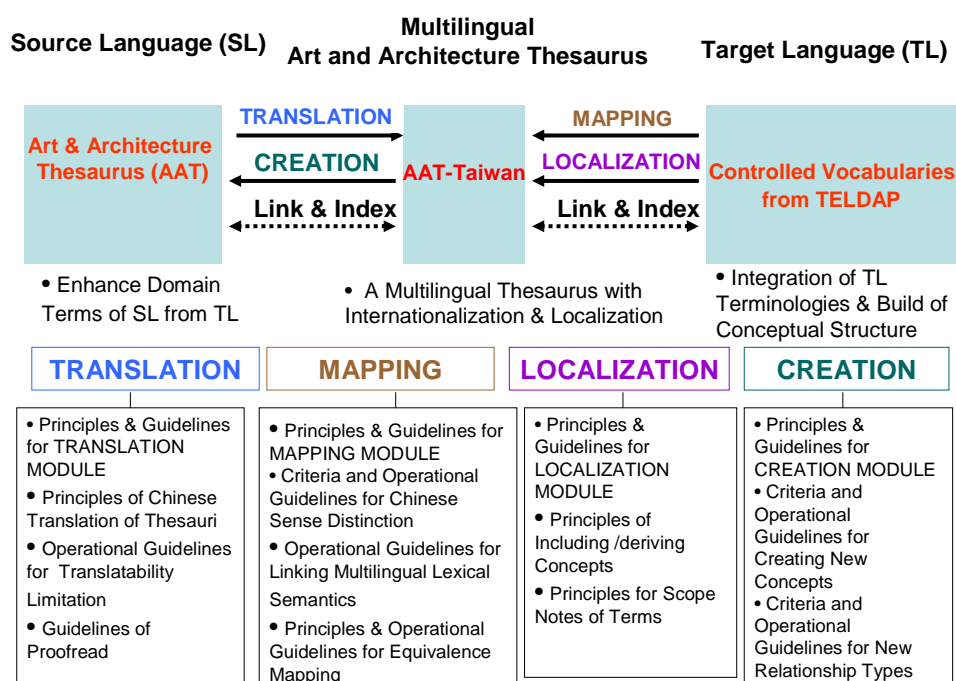 Source Language (SL)
Multilingual
Art and Architecture Thesaurus
Target Language (TL)
Art & Architecture
Thesaurus (AAT)
TRANSLATION
CREATION
Link & Index
AAT-Taiwan
MAPPING
LOCALIZATION
Link & Index
Controlled Vocabularies
from TELDAP
• Enhance Domain
Terms of SL from TL
• A Multilingual Thesaurus with
Internationalization & Localization
• Integration of TL
Terminologies & Build of
Conceptual Structure
TRANSLATION
• Principles & Guidelines
for TRANSLATION
MODULE
• Principles of Chinese
Translation of Thesauri
• Operational Guidelines
for Translatability
Limitation
• Guidelines of
Proofread
MAPPING
• Principles & Guidelines for
MAPPING MODULE
• Criteria and Operational
Guidelines for Chinese
Sense Distinction
• Operational Guidelines for
Linking Multilingual Lexical
Semantics
• Principles & Operational
Guidelines for Equivalence
Mapping
LOCALIZATION
• Principles &
Guidelines for
LOCALIZATION
MODULE
• Principles of
Including /deriving
Concepts
• Principles for Scope
Notes of Terms
CREATION
• Principles &
Guidelines for
CREATION MODULE
• Criteria and
Operational
Guidelines for
Creating New
Concepts
• Criteria and
Operational
Guidelines for New
Relationship Types